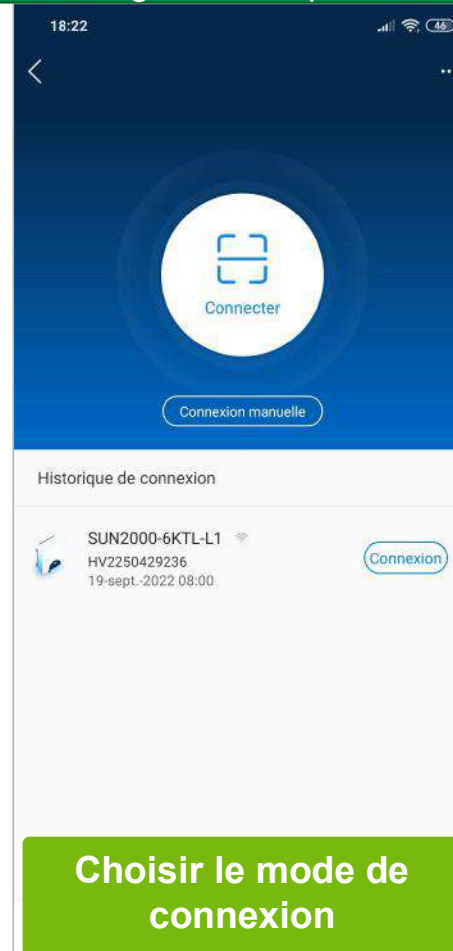 18:22
46
Connecter
Connexion manuelle
Historique de connexion
SUN2000-6KTL-L1
HV2250429236
Connexion
19-sept.-2022 08:00
Choisir le mode de
connexion